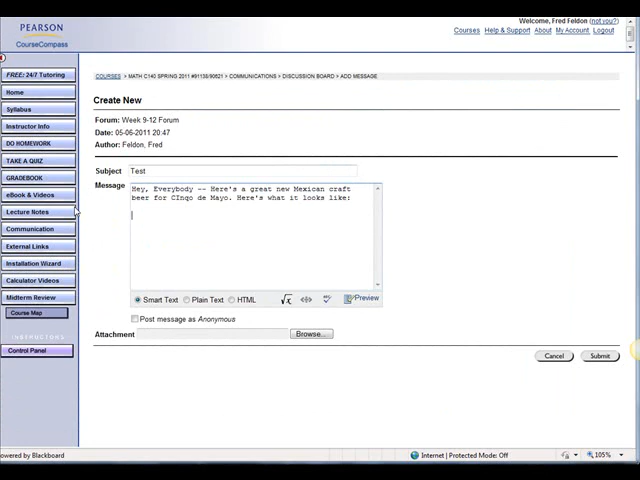 Welcome, Fred Feldon (not you?)
PEARSON
CourseCompass
Courses Help & Support About My Account Logout
FREE: 24/7 Tutoring
Home
Syllabus
Instructor Info
DO HOMEWORK
TAKE A QUIZ
GRADEBOOK
eBook & Videos
Lecture Notes
Communication
External Links
Installation Wizard
Calculator Videos
Midterm Review
Course Map
INSTRUCTORS
Control Panel
COURSES > MATH C140 SPRING 2011 #91138/90621 > COMMUNICATIONS > DISCUSSION BOARD > ADD MESSAGE
Create New
Forum: Week 9-12 Forum
Date: 05-06-2011 20:47
Author: Feldon, Fred
Subject Test
Message Hey, Everybody -- Here's a great new Mexican craft
beer for CInqo de Mayo. Here's what it looks like:
Smart Text Plain Text HTML Preview
Post message as Anonymous
Attachment Browse...
Cancel Submit
owered by Blackboard
Internet | Protected Mode: Off 105%